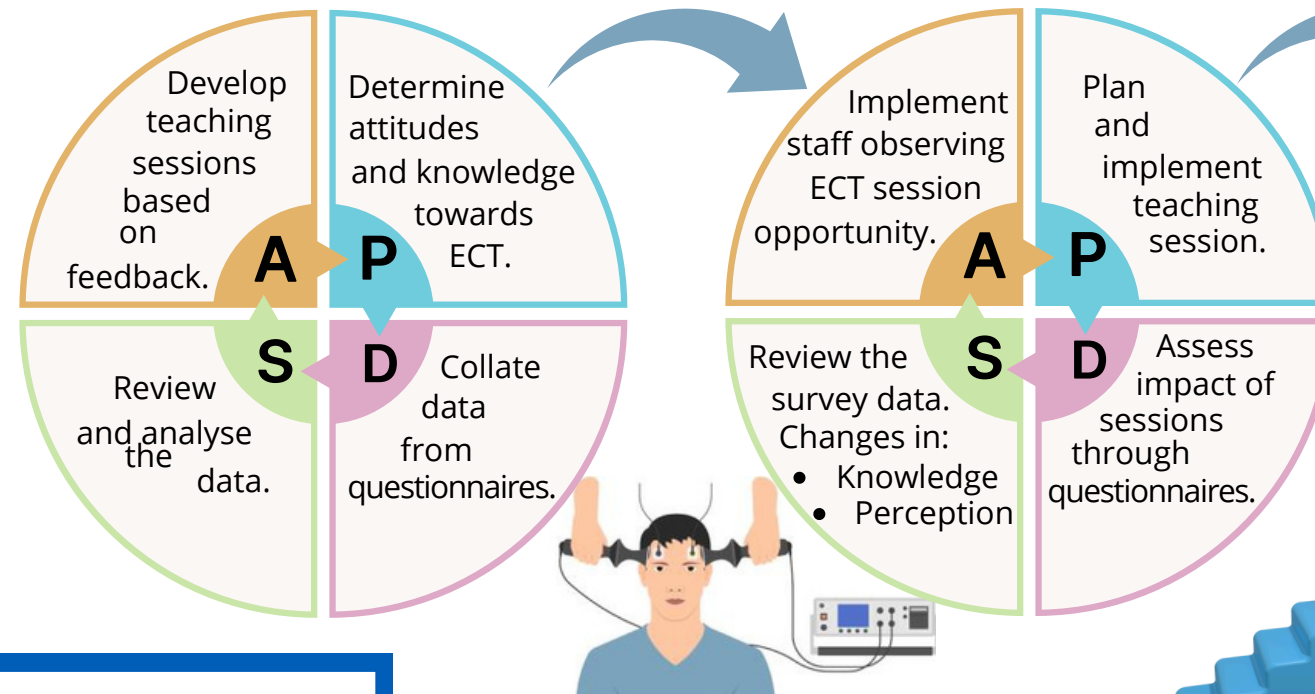 Develop
teaching
sessions
based
on
feedback.
A
Determine
attitudes
and knowledge
towards
ECT.
P
Collate
data
from
questionnaires.
D
Review
and analyse
the
data.
S
Implement
staff observing
ECT session
opportunity.
A
Plan
and
implement
teaching
session.
P
Assess
impact of
sessions
through
questionnaires.
D
Review the
survey data.
Changes in:
• Knowledge
• Perception
S